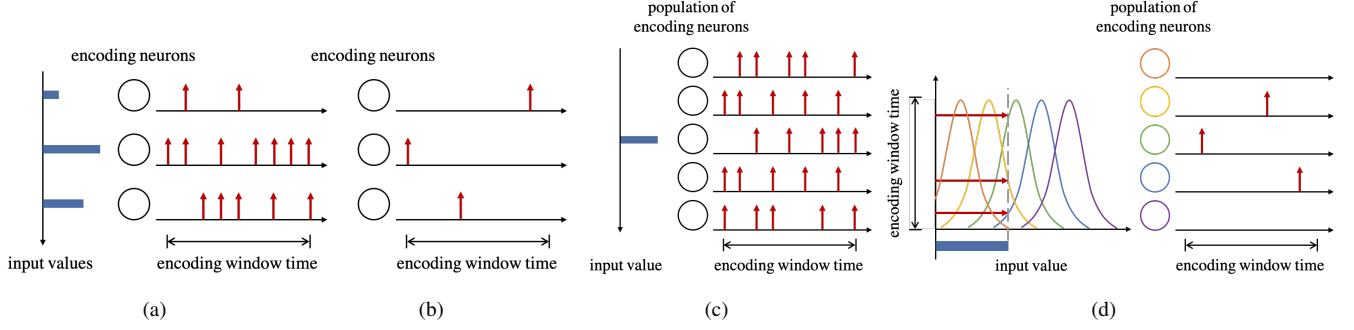 encoding neurons
input values
encoding window time
(a)
encoding neurons
encoding window time
(b)
population of
encoding neurons
input value
encoding window time
(c)
encoding window time
input value
population of
encoding neurons
encoding window time
(d)